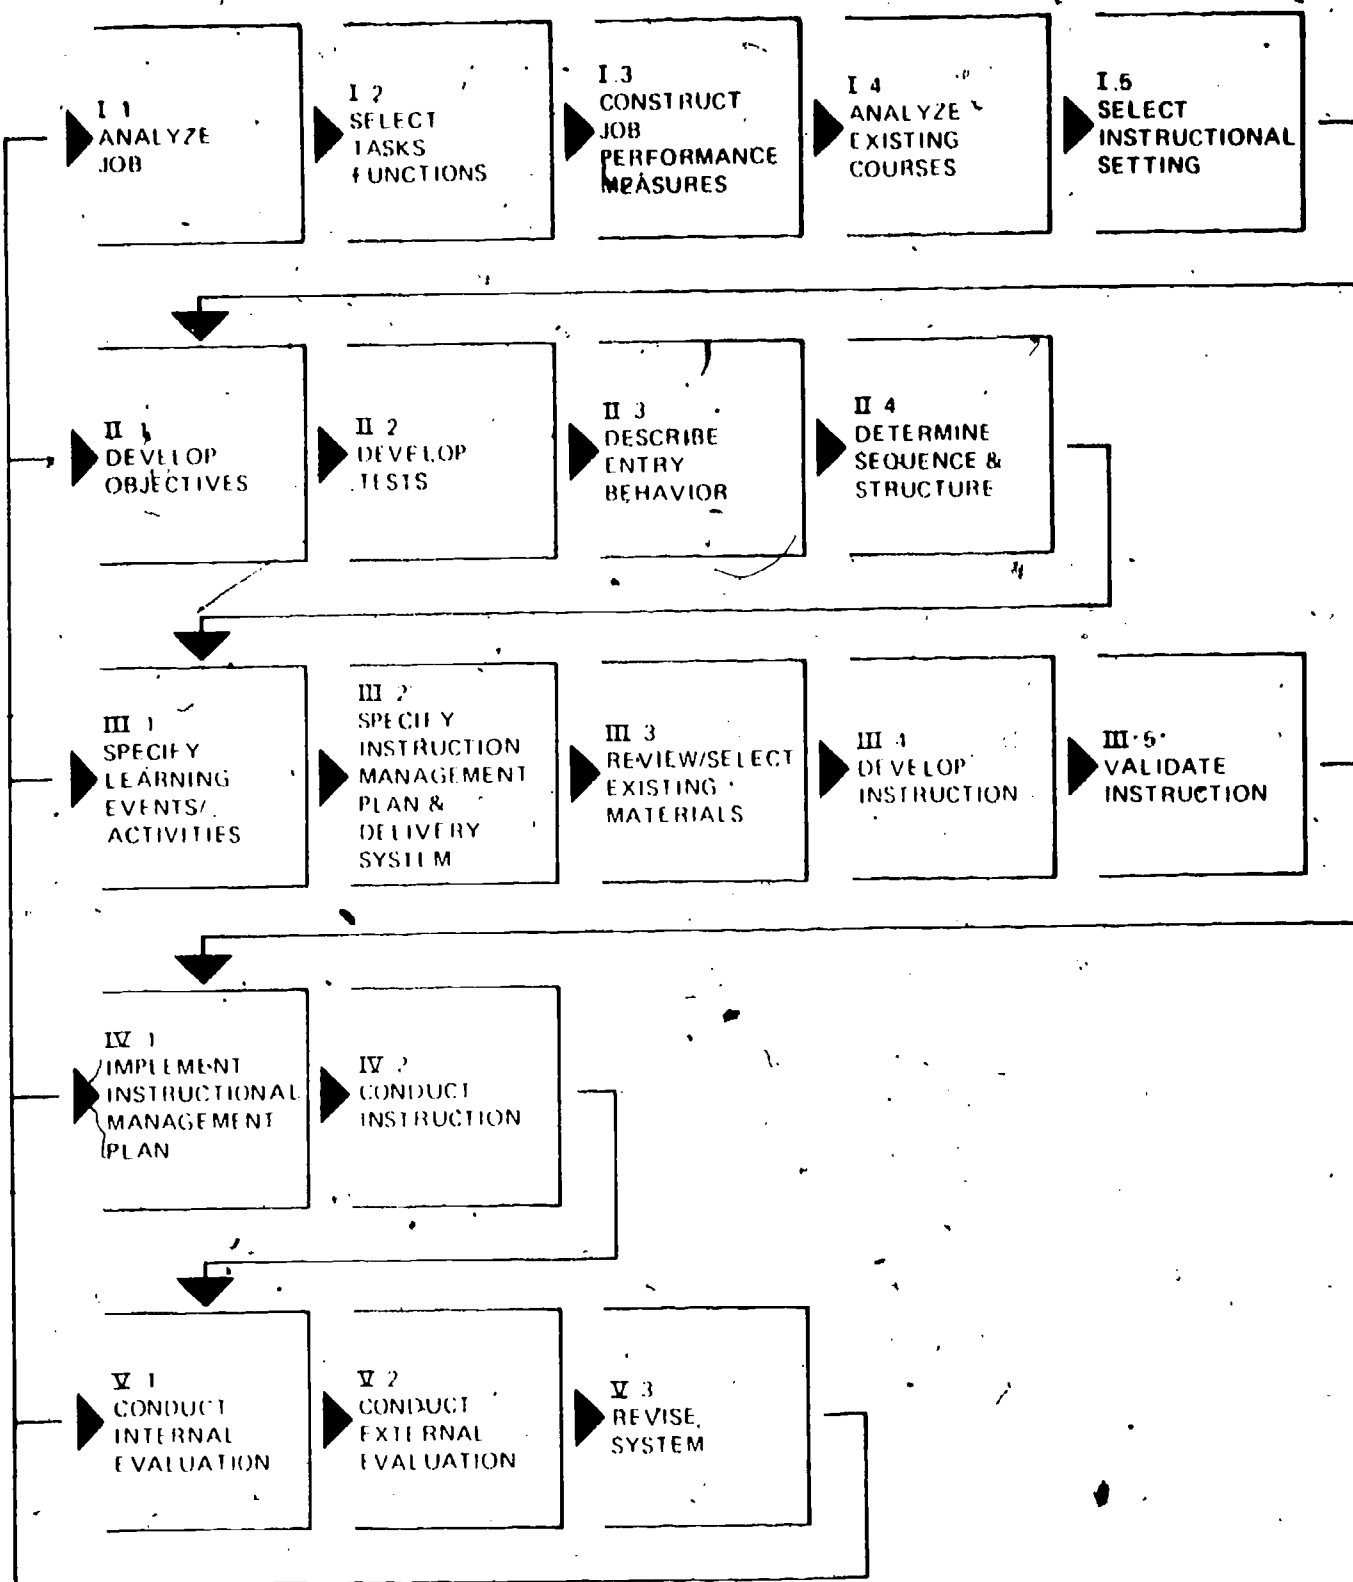 I 1
ANALYZE
JOB
I 2
SELECT
TASKS
FUNCTIONS
I.3
CONSTRUCT
JOB
PERFORMANCE
MEASURES
I 4
ANALYZE
EXISTING
COURSES
I.5
SELECT
INSTRUCTIONAL
SETTING
II 1
DEVELOP
OBJECTIVES
II 2
DEVELOP
TESTS
II 3
DESCRIBE
ENTRY
BEHAVIOR
II 4
DETERMINE
SEQUENCE &
STRUCTURE
III 1
SPECIFY
LEARNING
EVENTS/
ACTIVITIES
III 2
SPECIFY
INSTRUCTION
MANAGEMENT
PLAN &
DELIVERY
SYSTEM
III 3
REVIEW/SELECT
EXISTING
MATERIALS
III 4
DEVELOP
INSTRUCTION
III 5
VALIDATE
INSTRUCTION
IV 1
IMPLEMENT
INSTRUCTIONAL
MANAGEMENT
PLAN
IV 2
CONDUCT
INSTRUCTION
V 1
CONDUCT
INTERNAL
EVALUATION
V 2
CONDUCT
EXTERNAL
EVALUATION
V 3
REVISE
SYSTEM